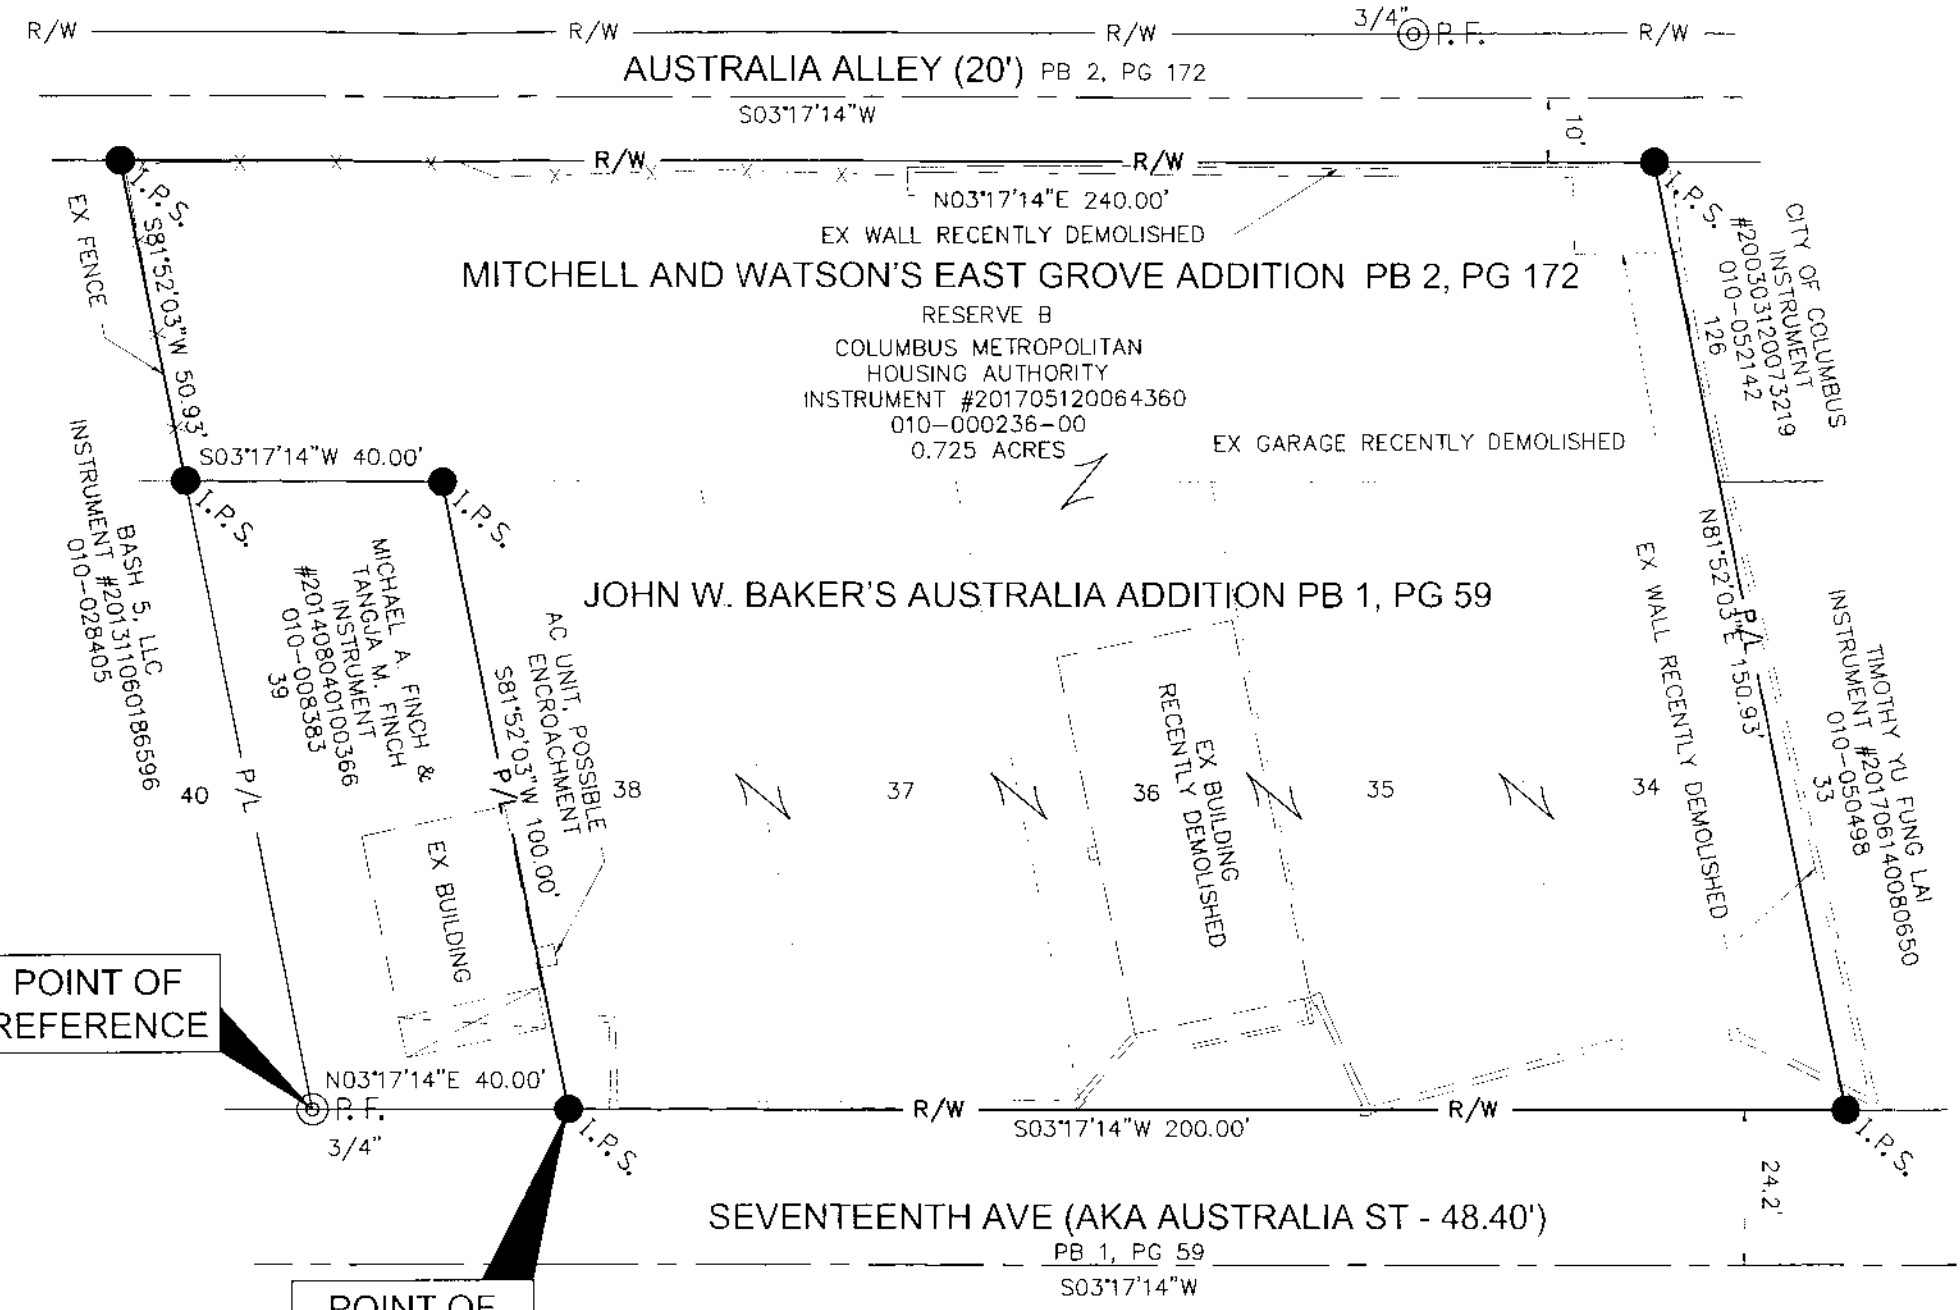 R/W R/W R/W 3/4" P.F. R/W
AUSTRALIA ALLEY (20') PB 2, PG 172
S03°17'14"W
10'
R/W R/W
I.P.S.
I.P.S.
N03°17'14"E 240.00'
EX WALL RECENTLY DEMOLISHED
EX FENCE
S81°52'03"W 50.93'
MITCHELL AND WATSON'S EAST GROVE ADDITION PB 2, PG 172
RESERVE B
COLUMBUS METROPOLITAN
HOUSING AUTHORITY
INSTRUMENT #201705120064360
010-000236-00
0.725 ACRES
EX GARAGE RECENTLY DEMOLISHED
CITY OF COLUMBUS
INSTRUMENT
#200303120073219
010-052142
126
S03°17'14"W 40.00'
I.P.S.
I.P.S.
BASH 5, LLC
INSTRUMENT #201311060186596
010-028405
MICHAEL A. FINCH &
TANGJA M. FINCH
INSTRUMENT
#201408040100366
010-008383
39
JOHN W. BAKER'S AUSTRALIA ADDITION PB 1, PG 59
AC UNIT, POSSIBLE
ENCROACHMENT
S81°52'03"W 100.00'
P/L
EX BUILDING
RECENTLY DEMOLISHED
EX WALL RECENTLY DEMOLISHED
N81°52'03"E 150.93'
P/L
TIMOTHY YU FUNG LAI
INSTRUMENT #201706140080650
010-050498
33
40
P/L
38
37
36
35
34
EX BUILDING
POINT OF
REFERENCE
N03°17'14"E 40.00'
P.F.
3/4"
I.P.S.
R/W R/W
S03°17'14"W 200.00'
I.P.S.
24.2'
SEVENTEENTH AVE (AKA AUSTRALIA ST - 48.40')
PB 1, PG 59
S03°17'14"W
POINT OF